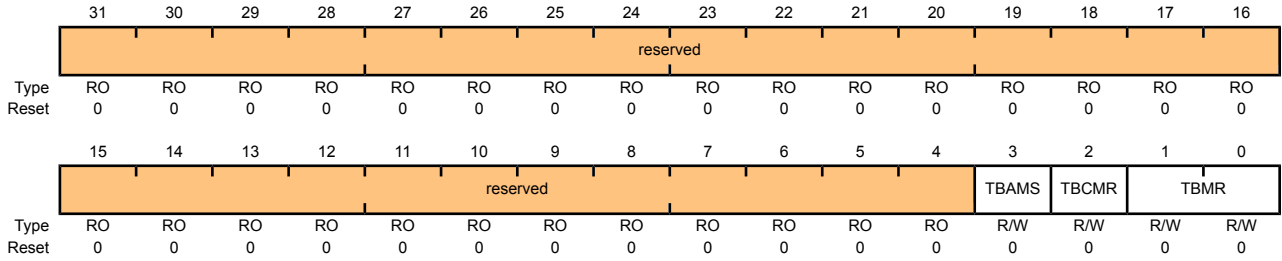 31 30 29 28 27 26 25 24 23 22 21 20 19 18 17 16
reserved
Type RO RO RO RO RO RO RO RO RO RO RO RO RO RO RO RO
Reset 0 0 0 0 0 0 0 0 0 0 0 0 0 0 0 0
15 14 13 12 11 10 9 8 7 6 5 4 3 2 1 0
reserved TBAMS TBCMR TBMR
Type RO RO RO RO RO RO RO RO RO RO RO RO R/W R/W R/W R/W
Reset 0 0 0 0 0 0 0 0 0 0 0 0 0 0 0 0